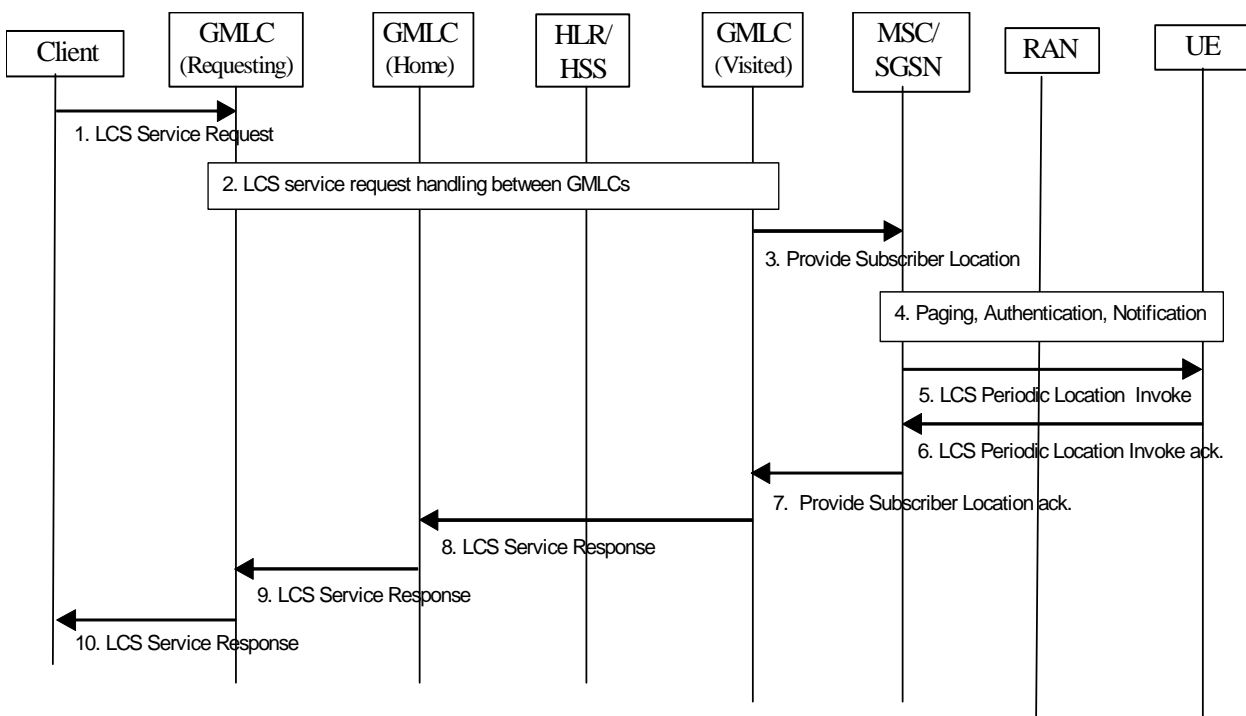 Client
GMLC
(Requesting)
GMLC
(Home)
HLR/
HSS
GMLC
(Visited)
MSC/
SGSN
RAN
UE
1. LCS Service Request
2. LCS service request handling between GMLCs
3. Provide Subscriber Location
4. Paging, Authentication, Notification
5. LCS Periodic Location Invoke
6. LCS Periodic Location Invoke ack.
7. Provide Subscriber Location ack.
8. LCS Service Response
9. LCS Service Response
10. LCS Service Response